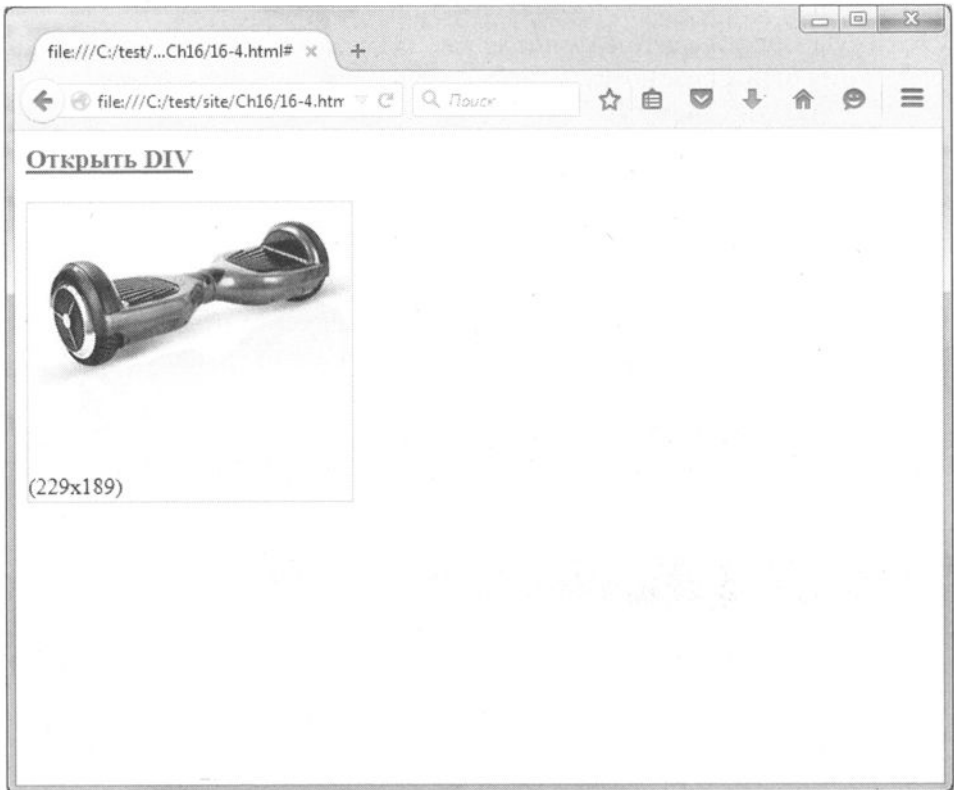 file:///C:/test/...Ch16/16-4.html#
file:///C:/test/site/Ch16/16-4.htm
Поиск
Открыть DIV
(229x189)